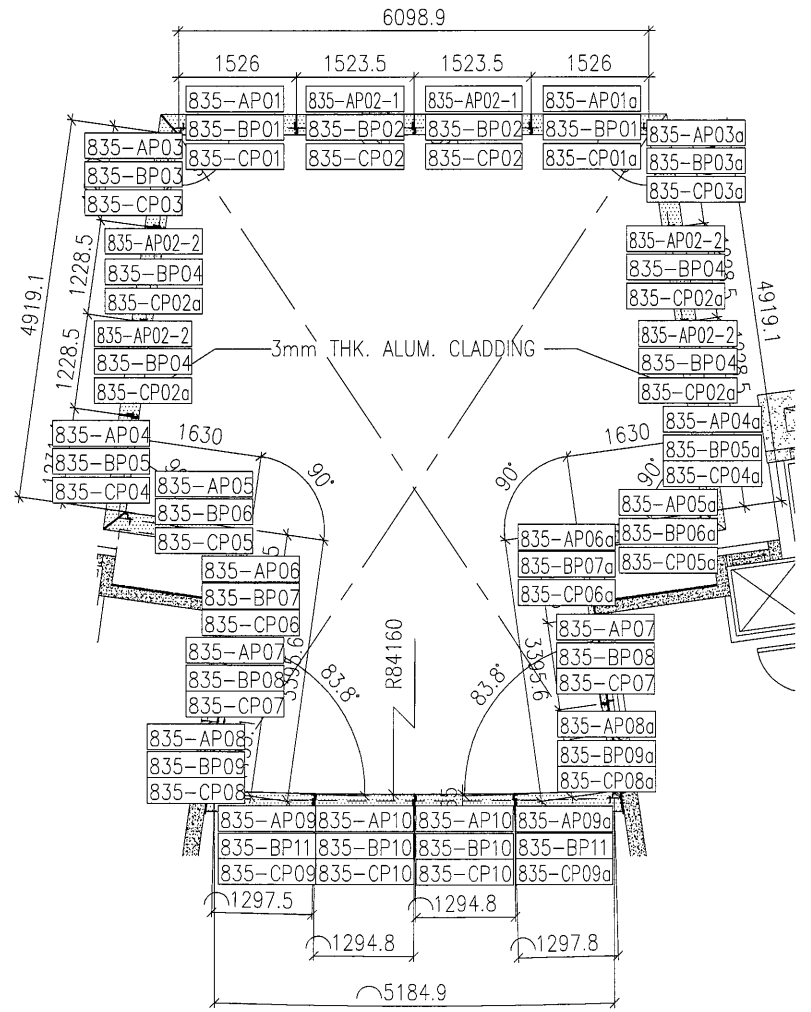 6098.9
1526 1523.5 1523.5 1526
835-AP01 835-AP02-1 835-AP02-1 835-AP01a
835-BP01 835-BP02 835-BP02 835-BP01
835-CP01 835-CP02 835-CP02 835-CP01a
835-AP03 835-AP03a
835-BP03 835-BP03a
835-CP03 835-CP03a
835-AP02-2 835-AP02-2
835-BP04 835-BP04
835-CP02a 835-CP02a
1228.5
4919.1 4919.1
835-AP02-2 835-AP02-2
835-BP04 835-BP04
835-CP02a 835-CP02a
3mm THK. ALUM. CLADDING
1228.5
835-AP04 835-AP04a
835-BP05 835-BP05a
835-CP04 835-CP04a
1630 1630
90° 90°
90°
835-AP05 835-AP05a
835-BP06 835-BP06a
835-CP05 835-CP05a
835-AP06 835-AP06a
835-BP07 835-BP07a
835-CP06 835-CP06a
835-AP07 835-AP07
835-BP08 835-BP08
835-CP07 835-CP07
3395.6 3395.6
83.8° 83.8°
R84160
835-AP08 835-AP08a
835-BP09 835-BP09a
835-CP08 835-CP08a
835-AP09 835-AP10 835-AP10 835-AP09a
835-BP11 835-BP10 835-BP10 835-BP11
835-CP09 835-CP10 835-CP10 835-CP09a
1297.5 1294.8
1294.8 1297.8
5184.9